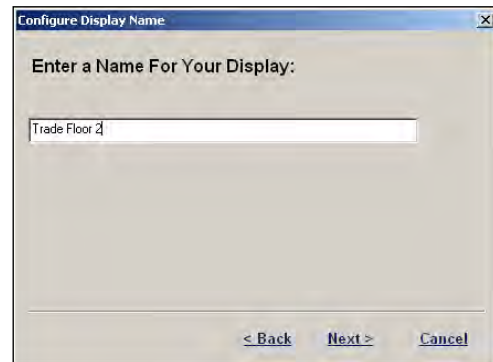 Configure Display Name
Enter a Name For Your Display:
Trade Floor 2
< Back Next > Cancel